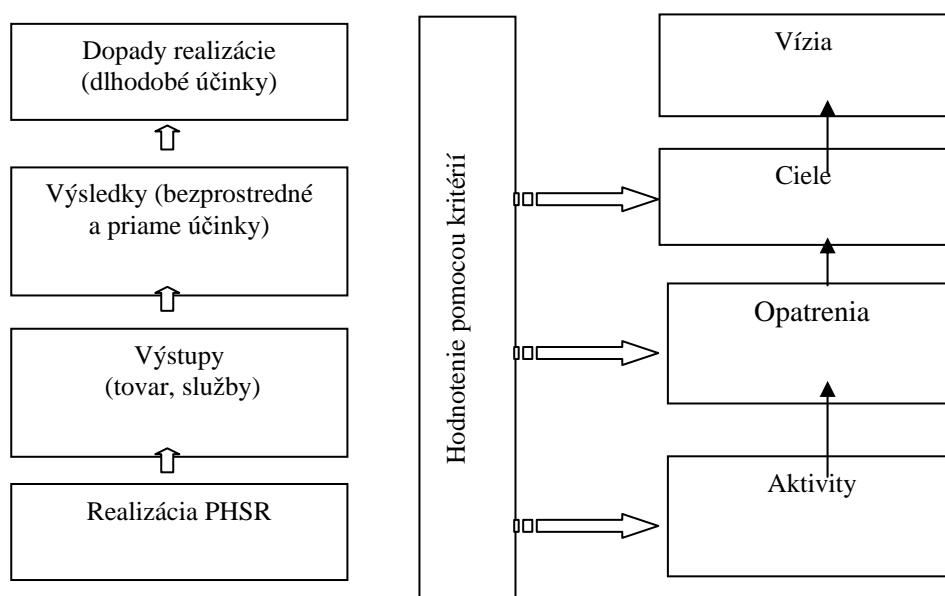 Dopady realizácie
(dlhodobé účinky)
Výsledky (bezprostredné
a priame účinky)
Výstupy
(tovar, služby)
Realizácia PHSR
Hodnotenie pomocou kritérií
Vízia
Ciele
Opatrenia
Aktivity